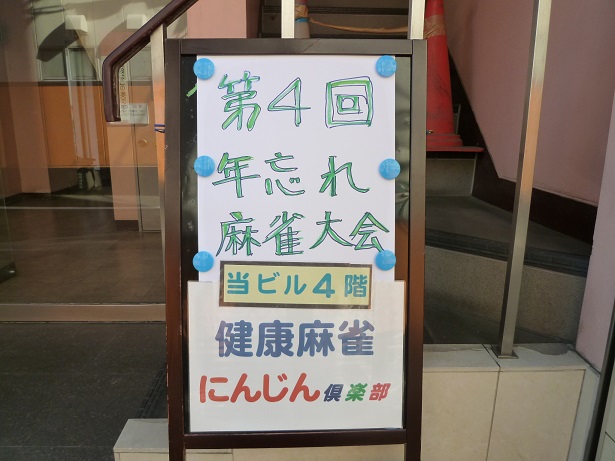 第4回
年忘れ
麻雀大会
当ビル4階
健康麻雀
にんじん倶楽部